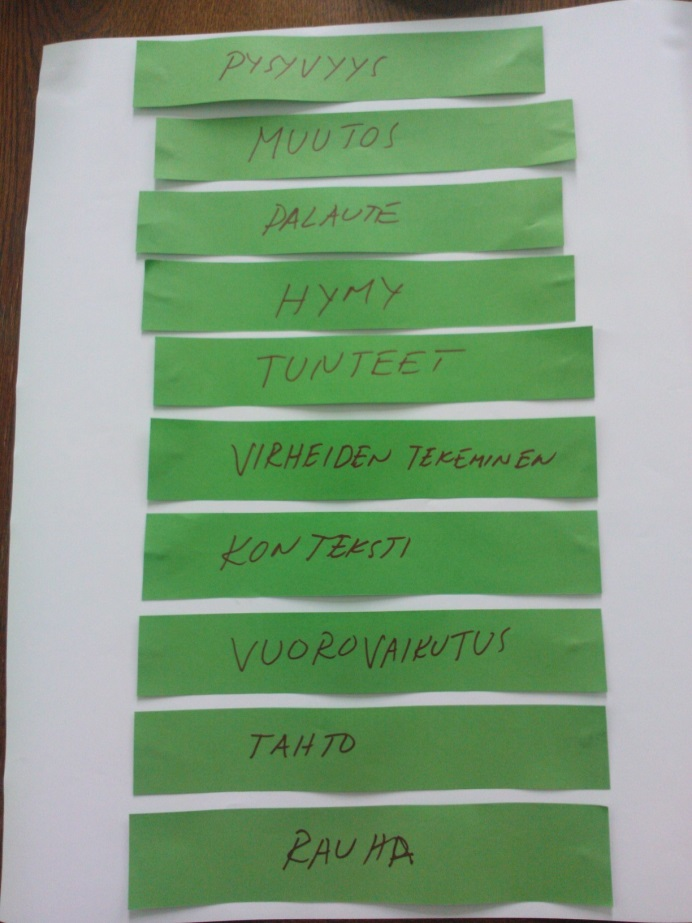 PYSYVYYS
MUUTOS
PALAUTE
HYMY
TUNTEET
VIRHEIDEN TEKEMINEN
KONTEKSTI
VUOROVAIKUTUS
TAHTO
RAUHA